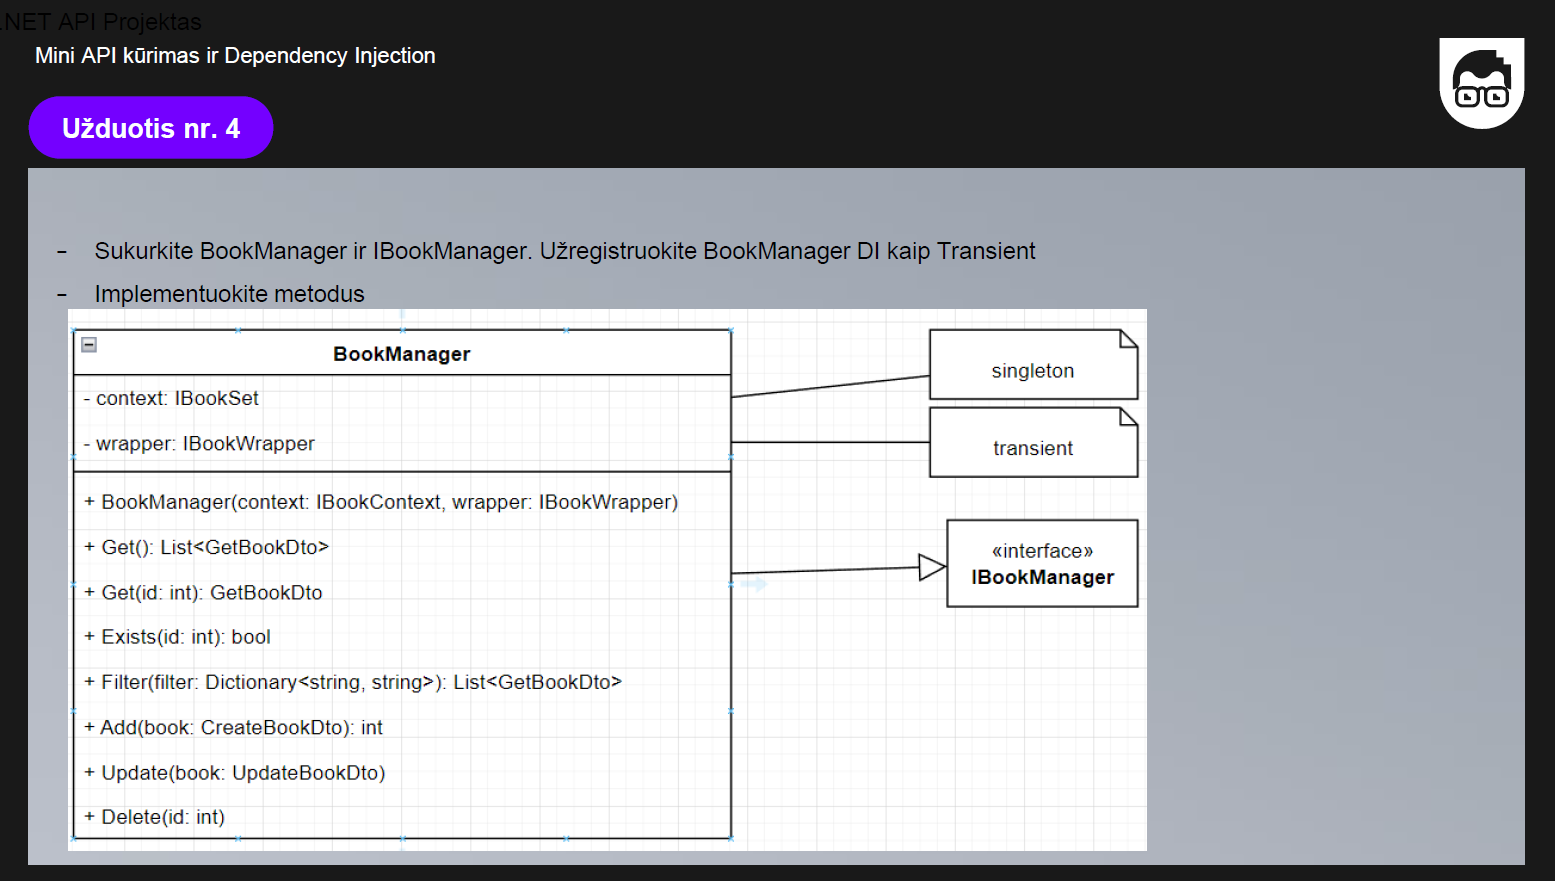 .NET API Projektas
Mini API kūrimas ir Dependency Injection
Užduotis nr. 4
- Sukurkite BookManager ir IBookManager. Užregistruokite BookManager DI kaip Transient
- Implementuokite metodus
BookManager
- context: IBookSet
- wrapper: IBookWrapper
+ BookManager(context: IBookContext, wrapper: IBookWrapper)
+ Get(): List<GetBookDto>
+ Get(id: int): GetBookDto
+ Exists(id: int): bool
+ Filter(filter: Dictionary<string, string>): List<GetBookDto>
+ Add(book: CreateBookDto): int
+ Update(book: UpdateBookDto)
+ Delete(id: int)
singleton
transient
«interface»
IBookManager